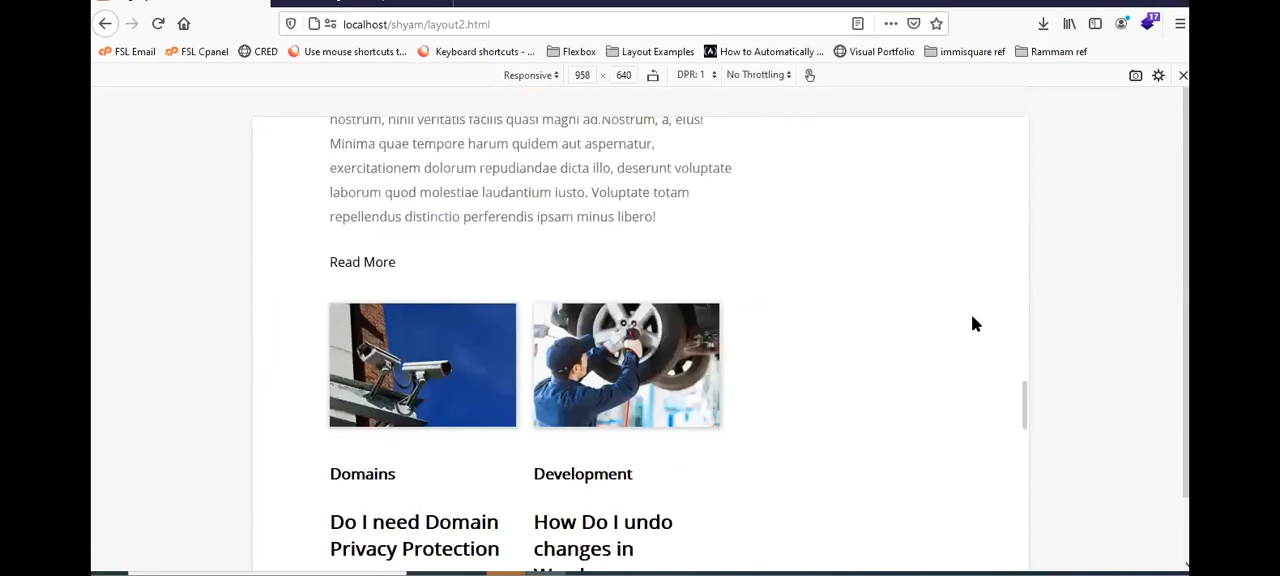 localhost/shyam/layout2.html
17
FSL Email FSL Cpanel CRED Use mouse shortcuts t... Keyboard shortcuts - ... Flexbox Layout Examples How to Automatically ... Visual Portfolio immisquare ref Rammam ref
Responsive 958 × 640 DPR: 1 No Throttling
nostrum, nihil veritatis facilis quasi magni ad.Nostrum, a, eius!
Minima quae tempore harum quidem aut aspernatur,
exercitationem dolorum repudiandae dicta illo, deserunt voluptate
laborum quod molestiae laudantium iusto. Voluptate totam
repellendus distinctio perferendis ipsam minus libero!
Read More
Domains
Development
Do I need Domain
Privacy Protection
How Do I undo
changes in